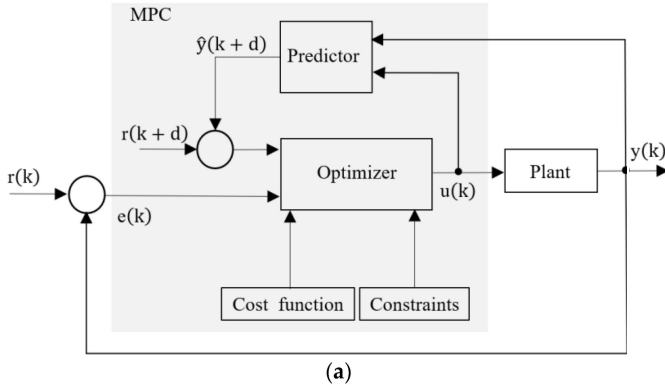 MPC
ŷ(k + d)
Predictor
r(k + d)
y(k)
r(k)
Optimizer
Plant
u(k)
e(k)
Cost function
Constraints
(a)